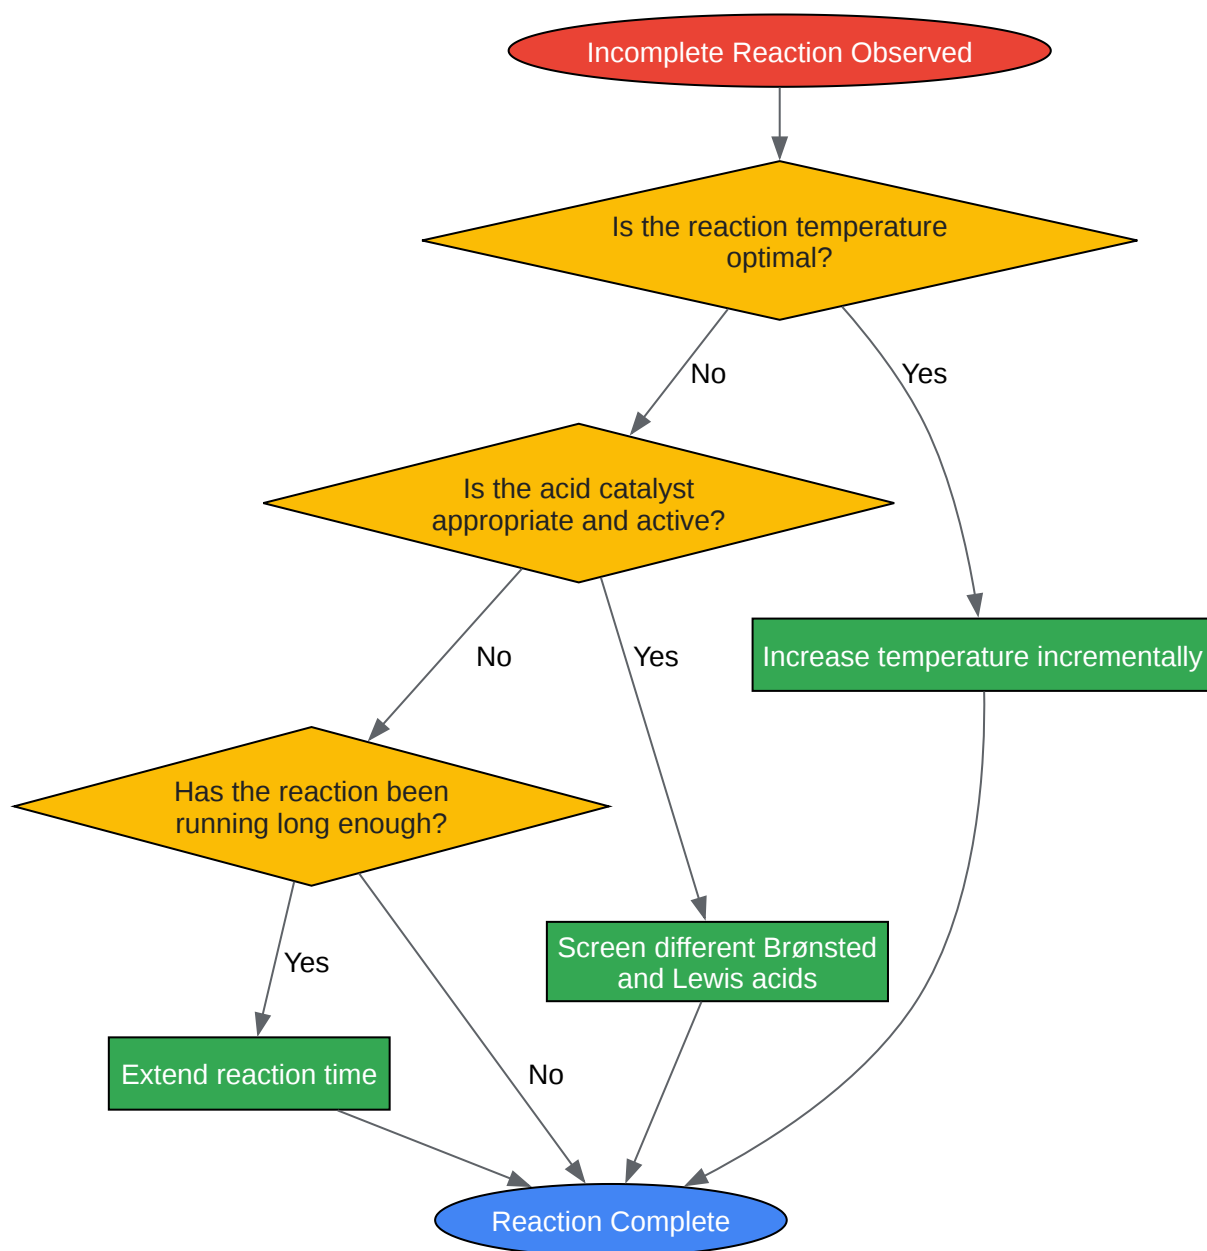 Incomplete Reaction Observed
Is the reaction temperature
optimal?
No
Yes
Is the acid catalyst
appropriate and active?
No
Yes
Increase temperature incrementally
Has the reaction been
running long enough?
Screen different Brønsted
and Lewis acids
Yes
Extend reaction time
No
Reaction Complete